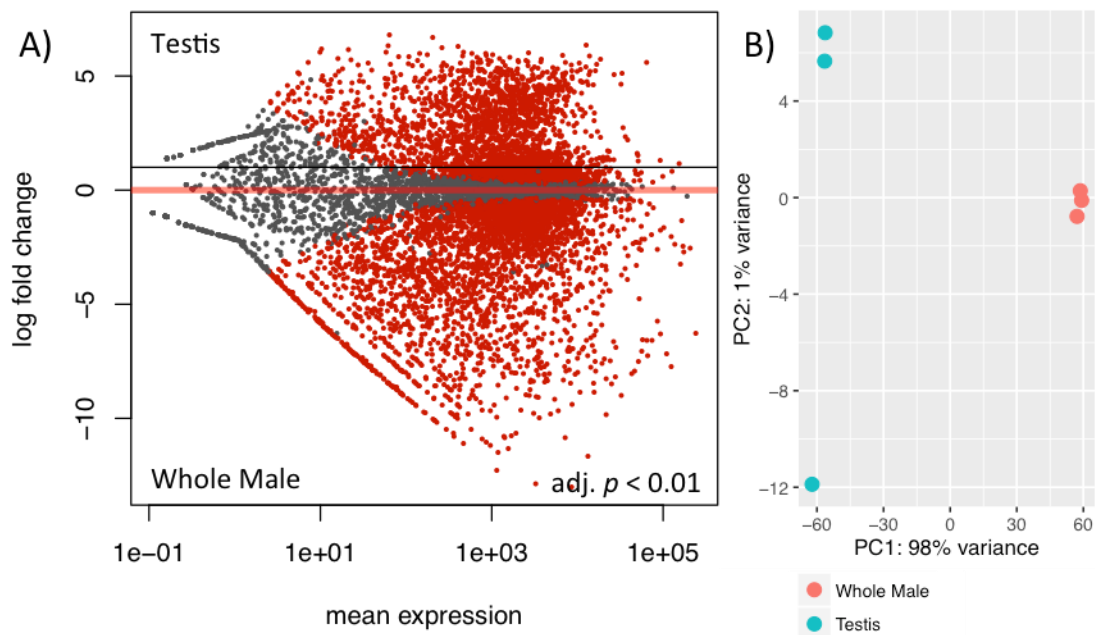 A)
Testis
log fold change
5
0
−5
−10
Whole Male
adj. p < 0.01
1e−01
1e+01
1e+03
1e+05
mean expression
B)
PC2: 1% variance
4
0
−4
−8
−12
−60
−30
0
30
60
PC1: 98% variance
Whole Male
Testis